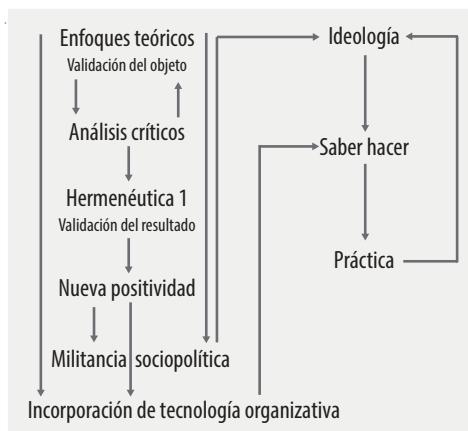 Enfoques teóricos
Validación del objeto
Análisis críticos
Hermenéutica 1
Validación del resultado
Nueva positividad
Militancia sociopolítica
Incorporación de tecnología organizativa
Ideología
Saber hacer
Práctica